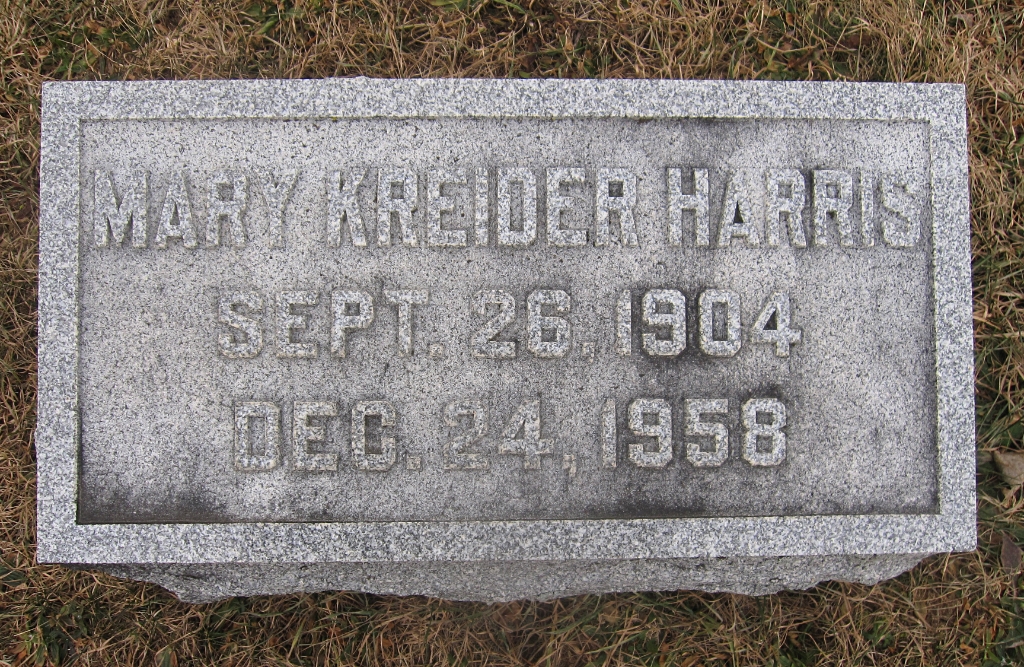 MARY KREIDER HARRIS
SEPT. 26, 1904
DEC. 24, 1958